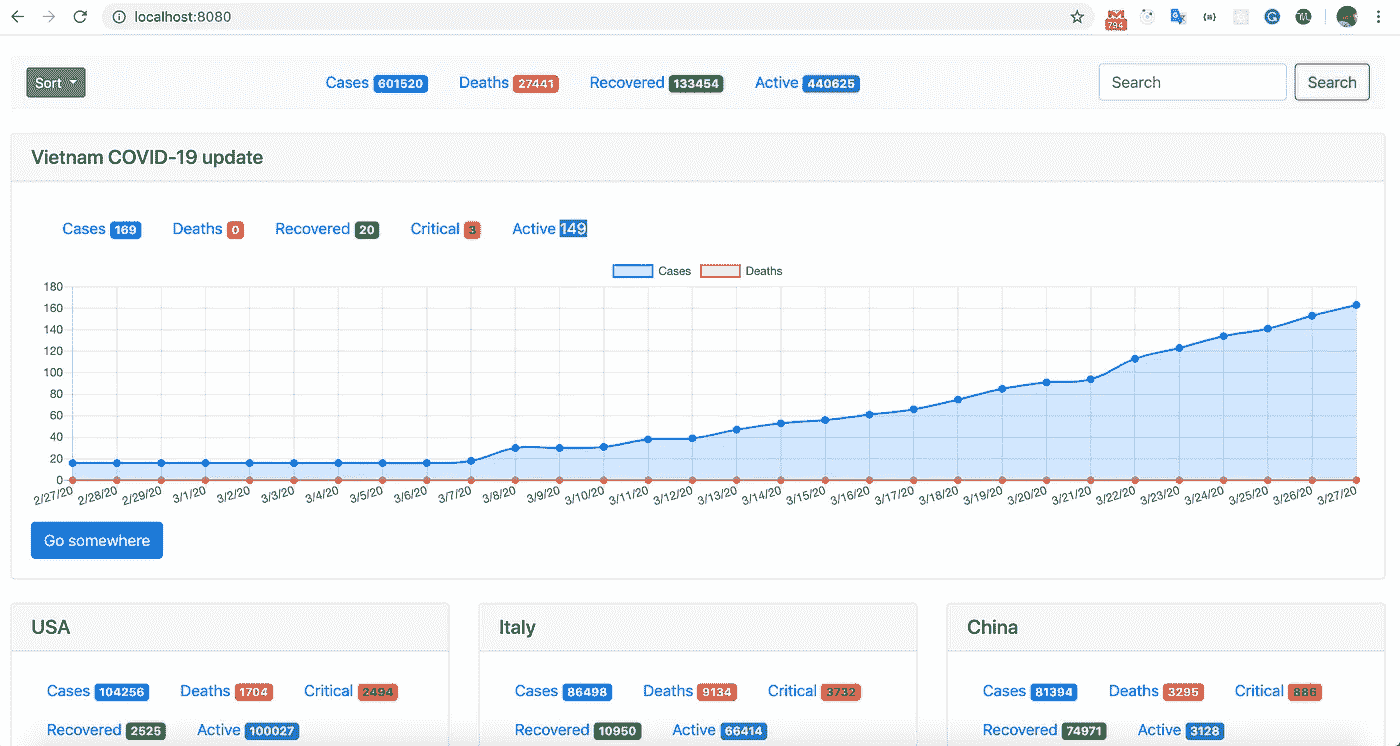 localhost:8080
794
Sort Cases 601520 Deaths 27441 Recovered 133454 Active 440625 Search Search
Vietnam COVID-19 update
Cases 169 Deaths 0 Recovered 20 Critical 3 Active 149
Cases Deaths
180
160
140
120
100
80
60
40
20
0
2/27/20 2/28/20 2/29/20 3/1/20 3/2/20 3/3/20 3/4/20 3/5/20 3/6/20 3/7/20 3/8/20 3/9/20 3/10/20 3/11/20 3/12/20 3/13/20 3/14/20 3/15/20 3/16/20 3/17/20 3/18/20 3/19/20 3/20/20 3/21/20 3/22/20 3/23/20 3/24/20 3/25/20 3/26/20 3/27/20
Go somewhere
USA
Cases 104256 Deaths 1704 Critical 2494
Recovered 2525 Active 100027
Italy
Cases 86498 Deaths 9134 Critical 3732
Recovered 10950 Active 66414
China
Cases 81394 Deaths 3295 Critical 886
Recovered 74971 Active 3128